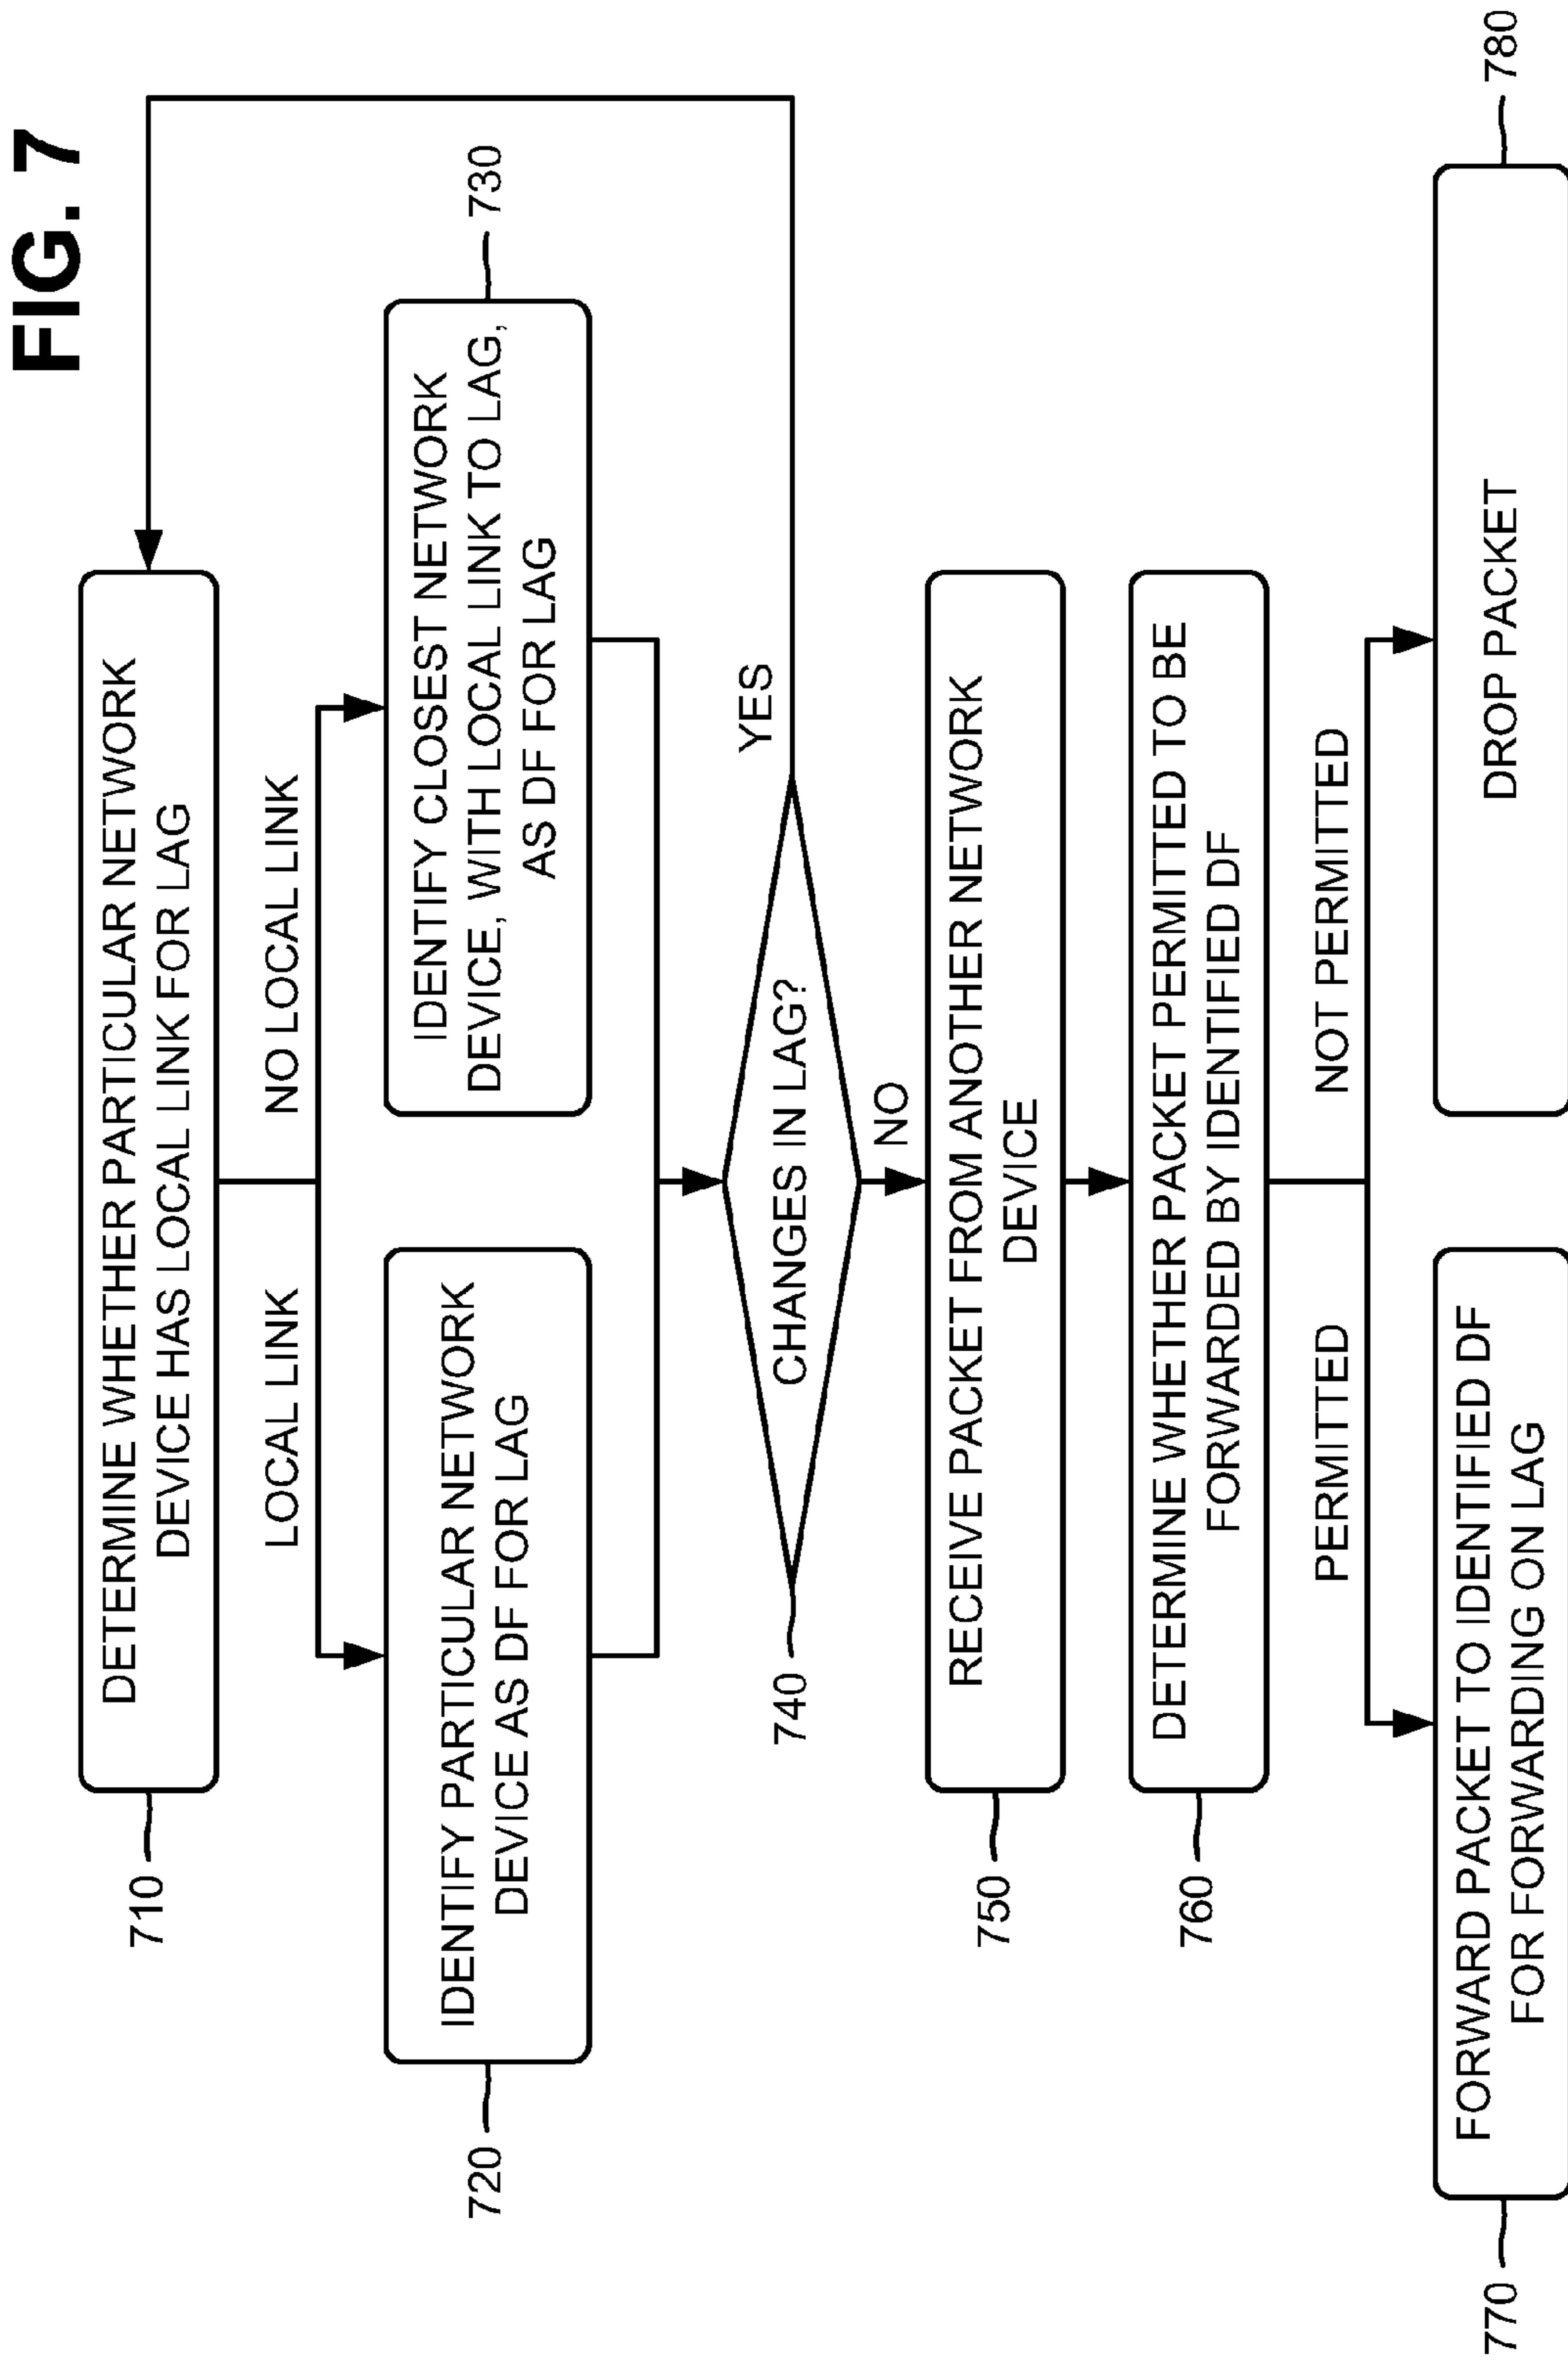 FIG. 7
710
DETERMINE WHETHER PARTICULAR NETWORK
DEVICE HAS LOCAL LINK FOR LAG
LOCAL LINK
NO LOCAL LINK
720
IDENTIFY PARTICULAR NETWORK
DEVICE AS DF FOR LAG
IDENTIFY CLOSEST NETWORK
DEVICE, WITH LOCAL LINK TO LAG,
AS DF FOR LAG
730
740
CHANGES IN LAG?
YES
NO
750
RECEIVE PACKET FROM ANOTHER NETWORK
DEVICE
760
DETERMINE WHETHER PACKET PERMITTED TO BE
FORWARDED BY IDENTIFIED DF
PERMITTED
NOT PERMITTED
770
FORWARD PACKET TO IDENTIFIED DF
FOR FORWARDING ON LAG
DROP PACKET
780